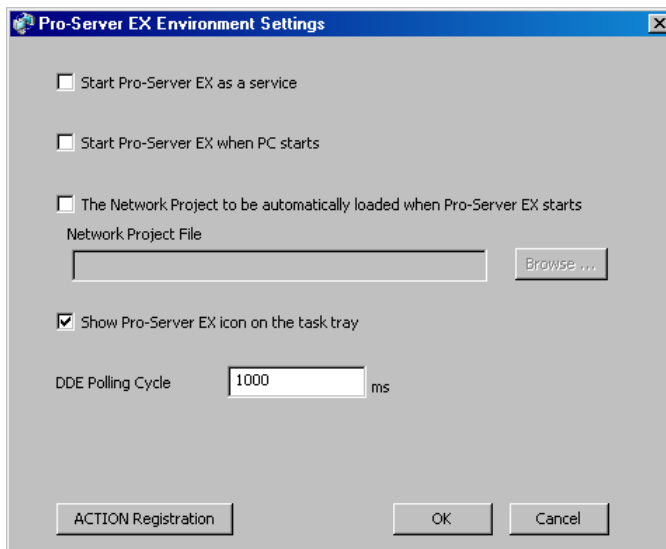 Pro-Server EX Environment Settings
Start Pro-Server EX as a service
Start Pro-Server EX when PC starts
The Network Project to be automatically loaded when Pro-Server EX starts
Network Project File
Browse ...
Show Pro-Server EX icon on the task tray
DDE Polling Cycle 1000 ms
ACTION Registration OK Cancel